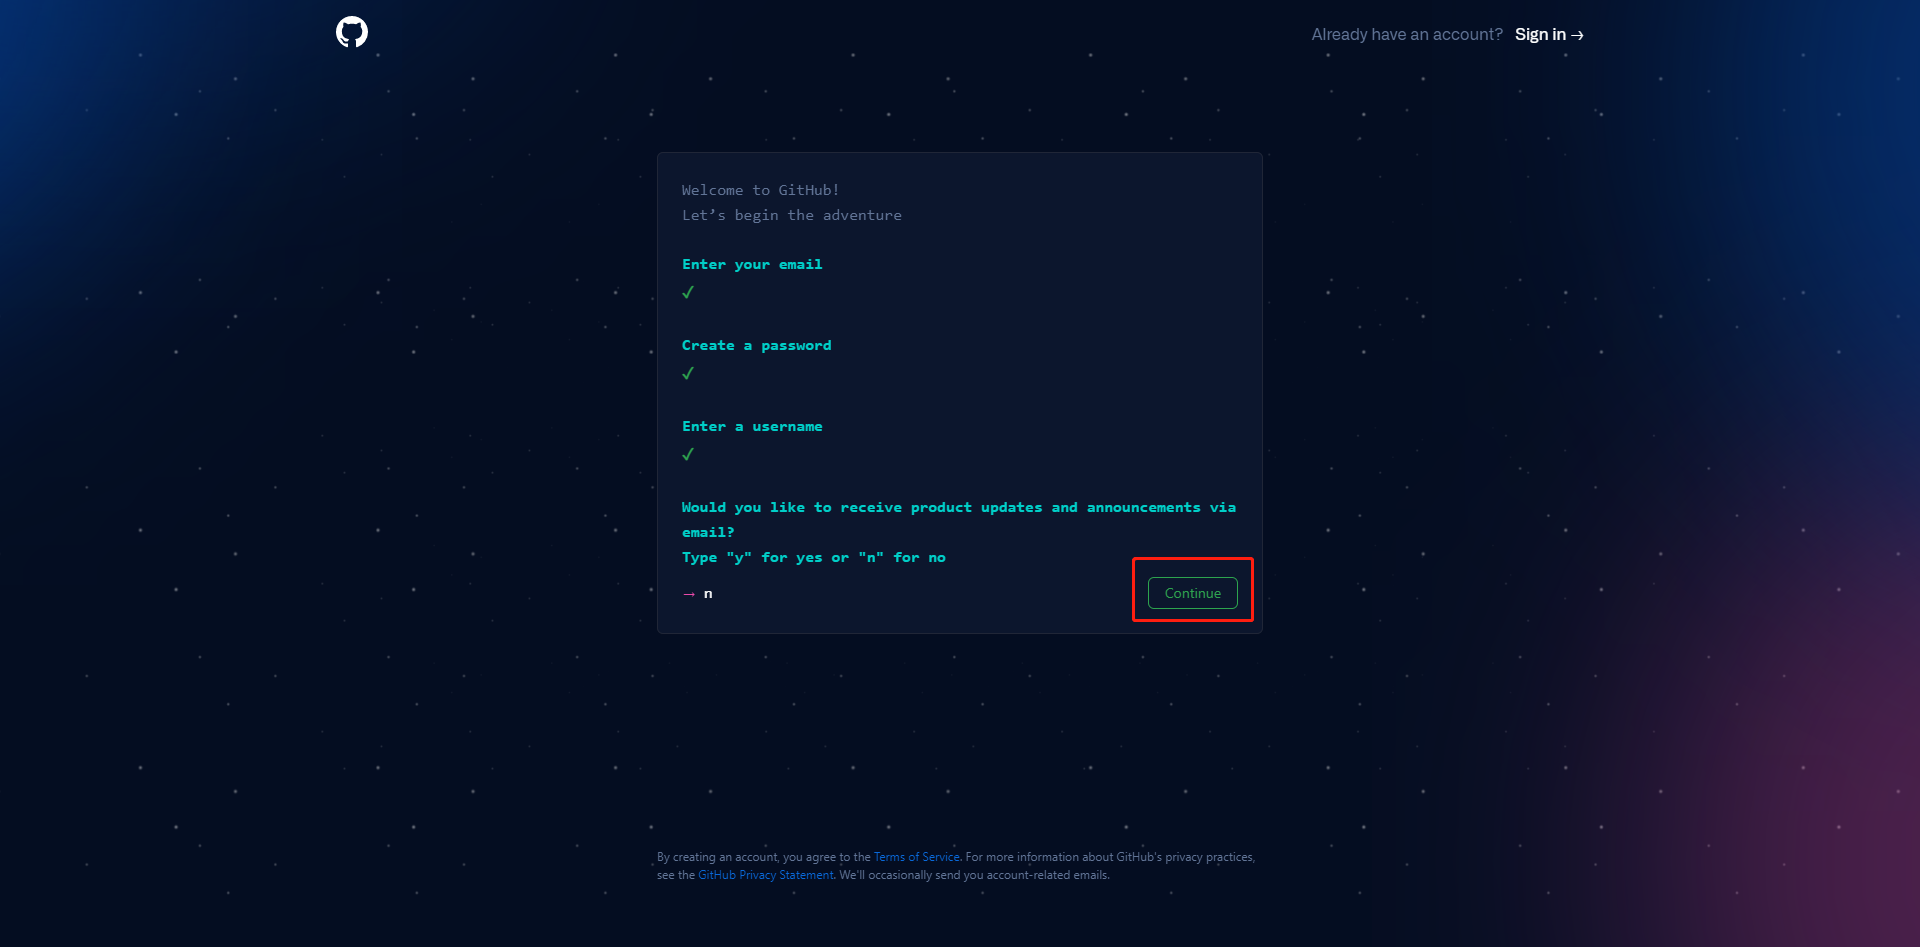 Already have an account? Sign in →
Welcome to GitHub!
Let’s begin the adventure
Enter your email
✓
Create a password
✓
Enter a username
✓
Would you like to receive product updates and announcements via
email?
Type "y" for yes or "n" for no
→ n
Continue
By creating an account, you agree to the Terms of Service. For more information about GitHub's privacy practices,
see the GitHub Privacy Statement. We'll occasionally send you account-related emails.